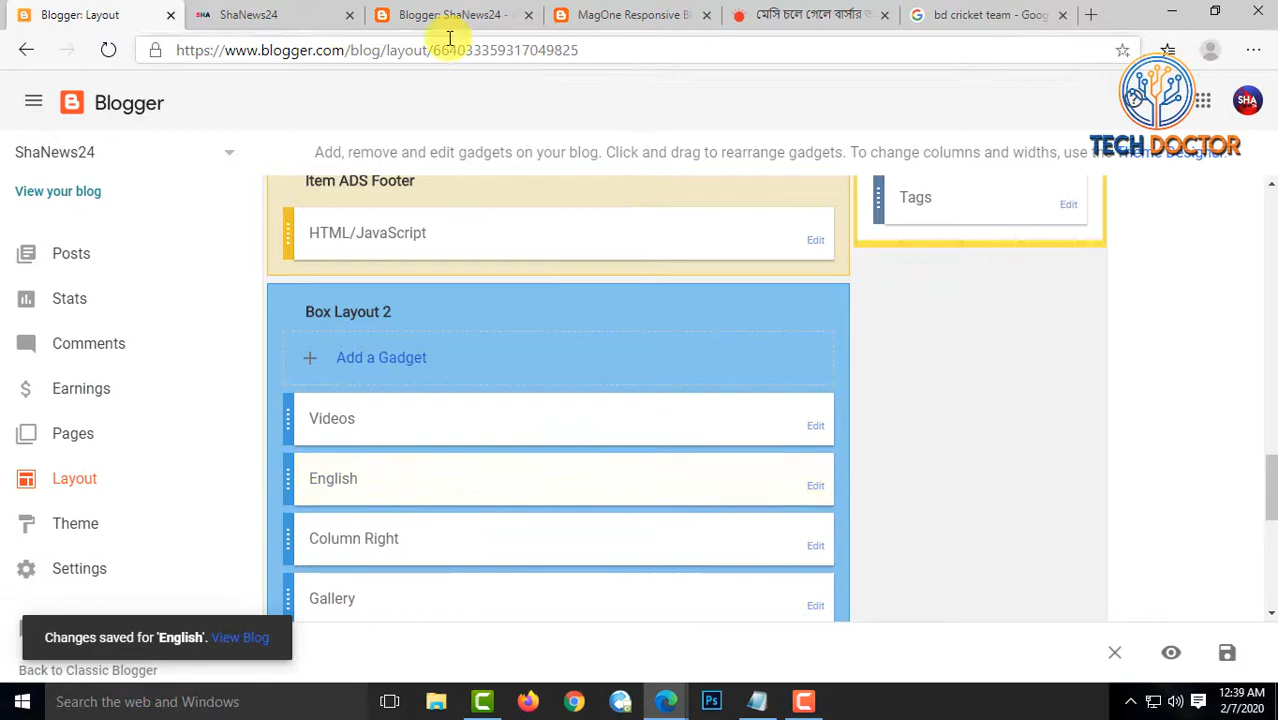 Blogger: Layout
ShaNews24
Blogger: ShaNews24 -
MagOne Responsive Bl
মেসি চলে গেলে বার্সার
bd cricket team - Goog
https://www.blogger.com/blog/layout/664033359317049825
Blogger
SHA
TECH DOCTOR
ShaNews24
Add, remove and edit gadgets on your blog. Click and drag to rearrange gadgets. To change columns and widths, use the Theme Designer.
View your blog
Item ADS Footer
Tags
Edit
HTML/JavaScript
Edit
Posts
Stats
Comments
Earnings
Pages
Layout
Theme
Settings
Box Layout 2
Add a Gadget
Videos
Edit
English
Edit
Column Right
Edit
Gallery
Edit
Changes saved for 'English'. View Blog
Back to Classic Blogger
Search the web and Windows
Ps
12:39 AM
2/7/2020